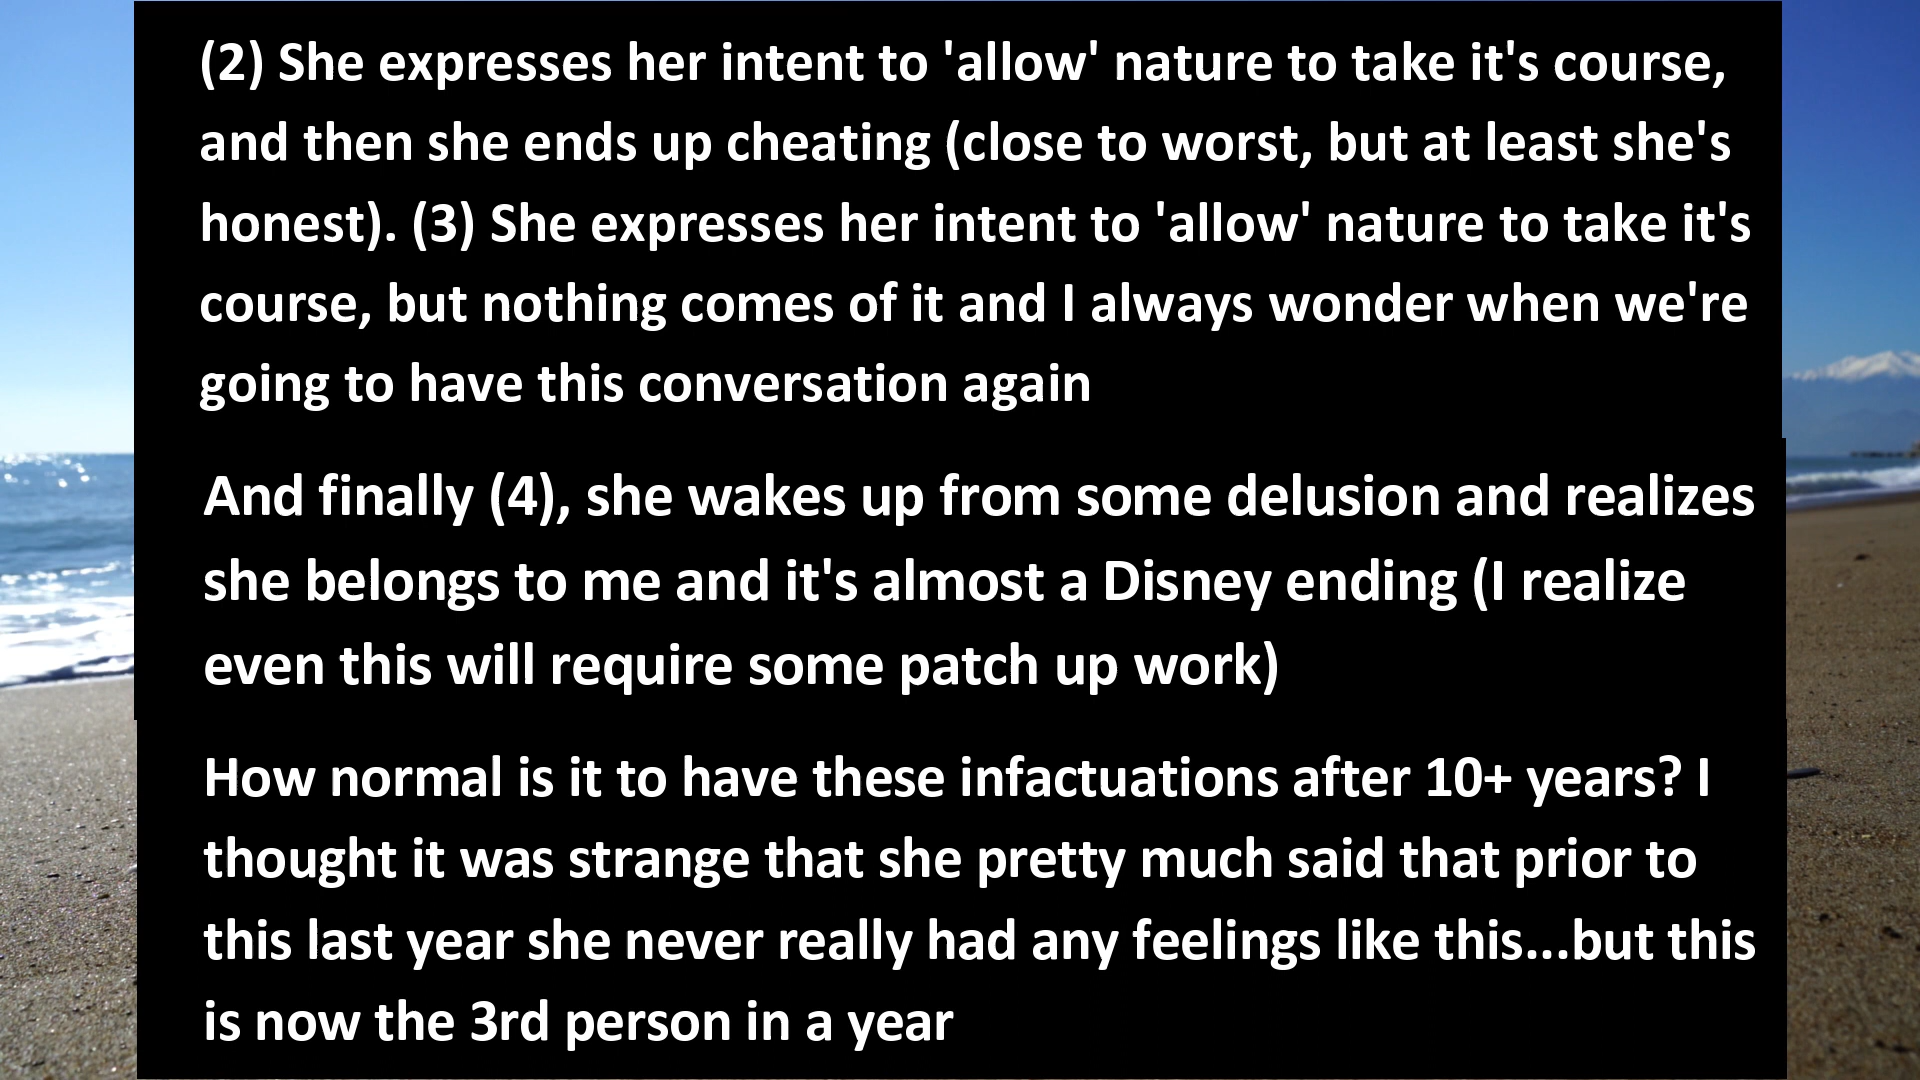 (2) She expresses her intent to 'allow' nature to take it's course,
and then she ends up cheating (close to worst, but at least she's
honest). (3) She expresses her intent to 'allow' nature to take it's
course, but nothing comes of it and I always wonder when we're
going to have this conversation again
And finally (4), she wakes up from some delusion and realizes
she belongs to me and it's almost a Disney ending (I realize
even this will require some patch up work)
How normal is it to have these infactuations after 10+ years? I
thought it was strange that she pretty much said that prior to
this last year she never really had any feelings like this...but this
is now the 3rd person in a year